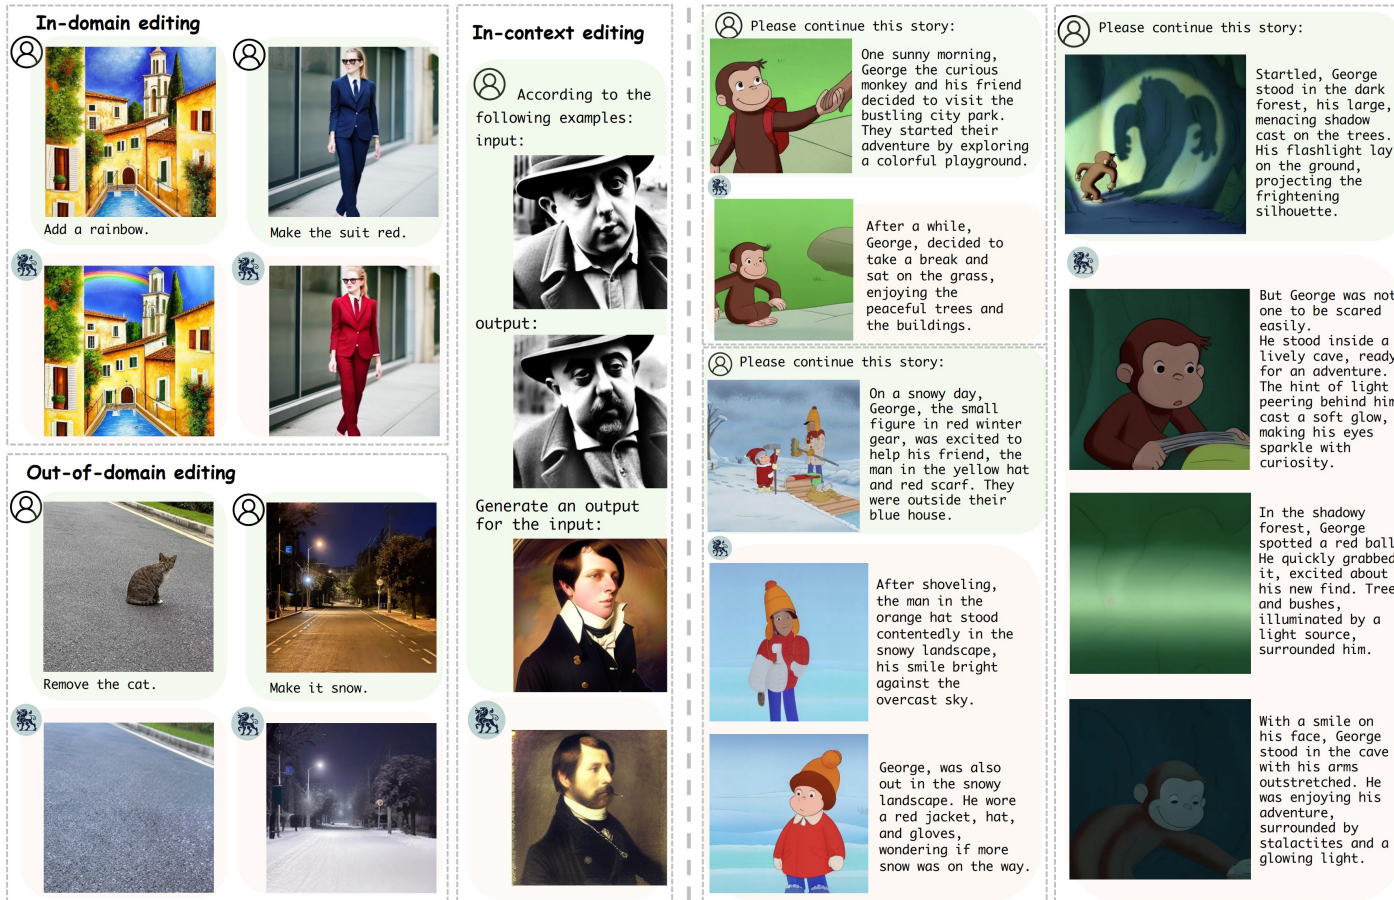 In-domain editing
Add a rainbow.
Make the suit red.
Out-of-domain editing
Remove the cat.
Make it snow.
In-context editing
According to the
following examples:
input:
output:
Generate an output
for the input:
Please continue this story:
One sunny morning,
George the curious
monkey and his friend
decided to visit the
bustling city park.
They started their
adventure by exploring
a colorful playground.
After a while,
George, decided to
take a break and
sat on the grass,
enjoying the
peaceful trees and
the buildings.
Please continue this story:
On a snowy day,
George, the small
figure in red winter
gear, was excited to
help his friend, the
man in the yellow hat
and red scarf. They
were outside their
blue house.
After shoveling,
the man in the
orange hat stood
contentedly in the
snowy landscape,
his smile bright
against the
overcast sky.
George, was also
out in the snowy
landscape. He wore
a red jacket, hat,
and gloves,
wondering if more
snow was on the way.
Please continue this story:
Startled, George
stood in the dark
forest, his large,
menacing shadow
cast on the trees.
His flashlight lay
on the ground,
projecting the
frightening
silhouette.
But George was not
one to be scared
easily.
He stood inside a
lively cave, ready
for an adventure.
The hint of light
peering behind him
cast a soft glow,
making his eyes
sparkle with
curiosity.
In the shadowy
forest, George
spotted a red ball
He quickly grabbed
it, excited about
his new find. Tree
and bushes,
illuminated by a
light source,
surrounded him.
With a smile on
his face, George
stood in the cave
with his arms
outstretched. He
was enjoying his
adventure,
surrounded by
stalactites and a
glowing light.